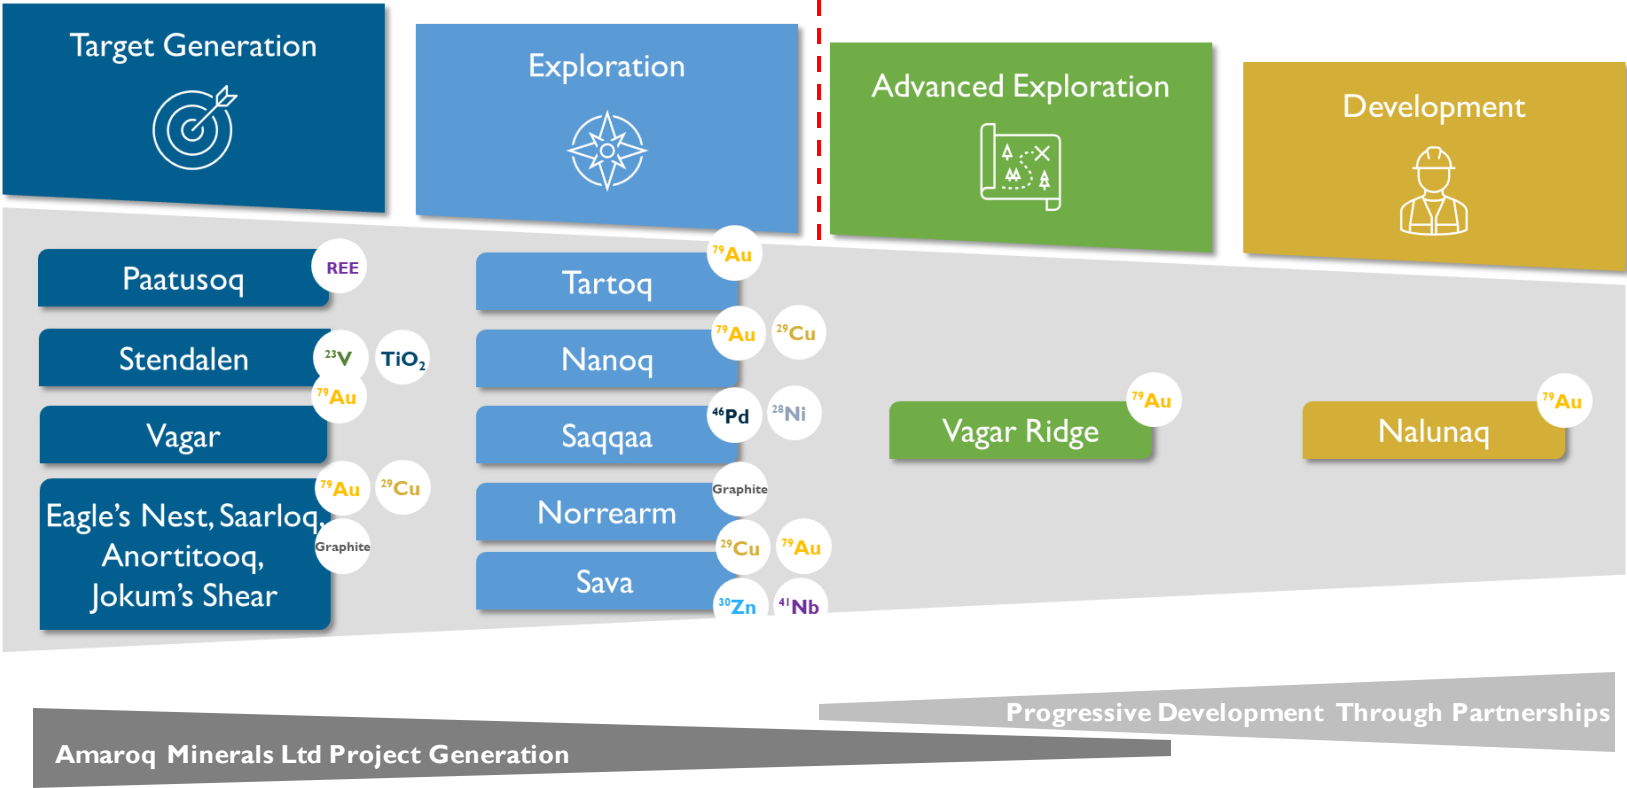 Target Generation
Exploration
Advanced Exploration
Development
Paatusoq
REE
Stendalen
²³V
TiO₂
Vagar
⁷⁹Au
Eagle's Nest, Saarloq,
Anortitooq,
Jokum's Shear
⁷⁹Au
²⁹Cu
Graphite
Tartoq
⁷⁹Au
Nanoq
⁷⁹Au
²⁹Cu
Saqqaa
⁴⁶Pd
²⁸Ni
Norrearm
Graphite
Sava
²⁹Cu
⁷⁹Au
³⁰Zn
⁴¹Nb
Vagar Ridge
⁷⁹Au
Nalunaq
⁷⁹Au
Progressive Development Through Partnerships
Amaroq Minerals Ltd Project Generation